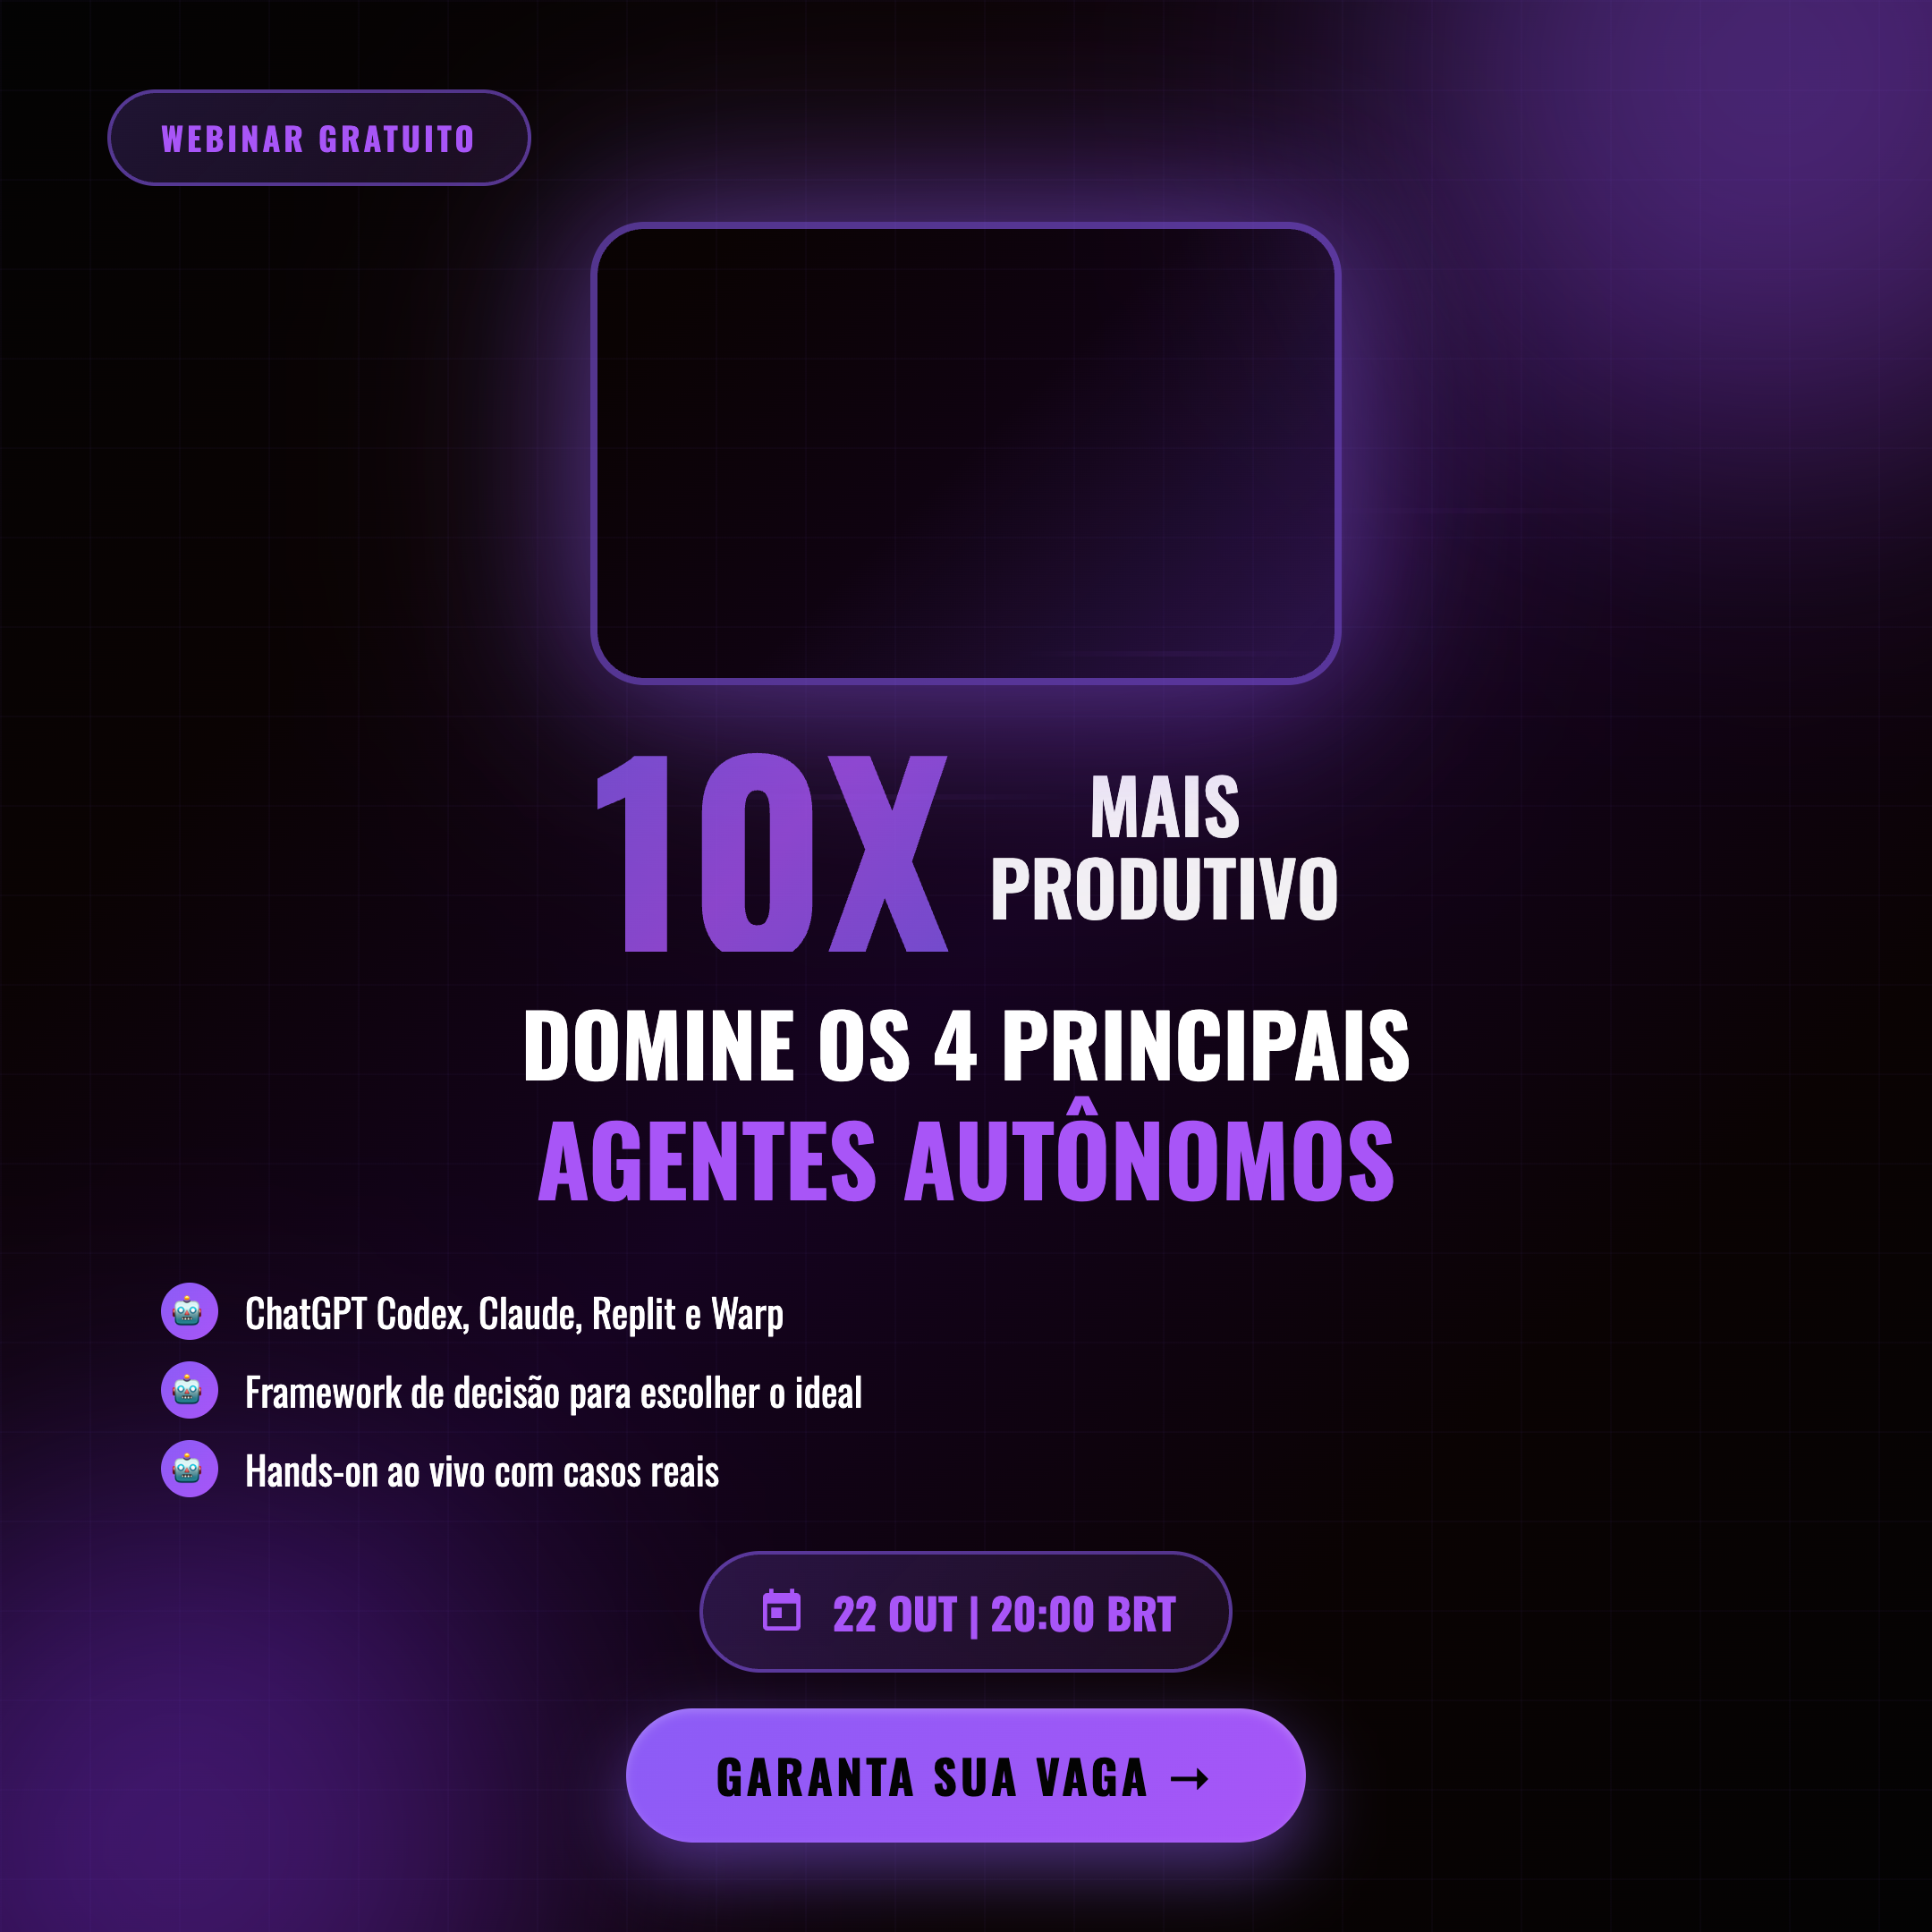 WEBINAR GRATUITO
10X
MAIS
PRODUTIVO
DOMINE OS 4 PRINCIPAIS
AGENTES AUTÔNOMOS
ChatGPT Codex, Claude, Replit e Warp
Framework de decisão para escolher o ideal
Hands-on ao vivo com casos reais
22 OUT | 20:00 BRT
GARANTA SUA VAGA →